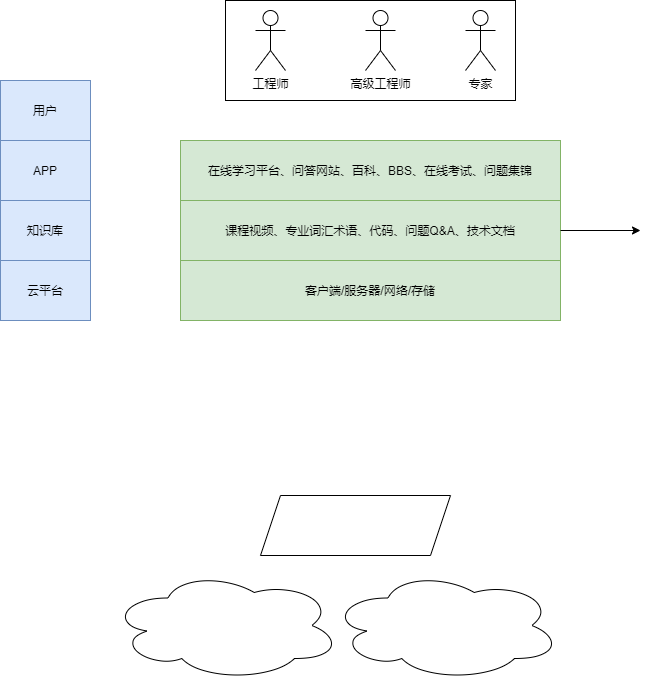 工程师
高级工程师
专家
用户
APP
在线学习平台、问答网站、百科、BBS、在线考试、问题集锦
知识库
课程视频、专业词汇术语、代码、问题Q&A、技术文档
云平台
客户端/服务器/网络/存储